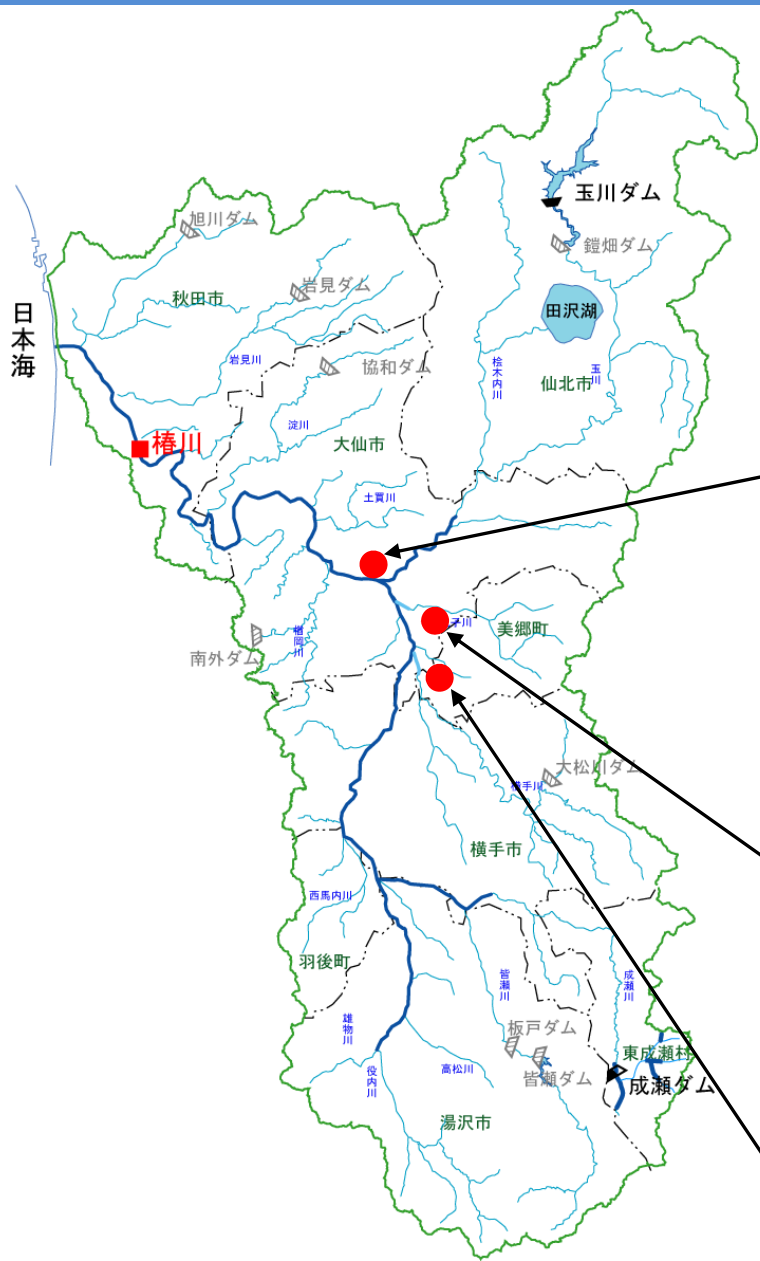 玉川ダム
旭川ダム
鎧畑ダム
岩見ダム
秋田市
田沢湖
日本海
岩見川
協和ダム
桧木内川
玉川
仙北市
淀川
大仙市
椿川
土買川
子川
美郷町
楢岡川
南外ダム
大松川ダム
横手川
横手市
西馬内川
羽後町
皆瀬川
成瀬川
雄物川
板戸ダム
東成瀬村
役内川
高松川
皆瀬ダム
成瀬ダム
湯沢市